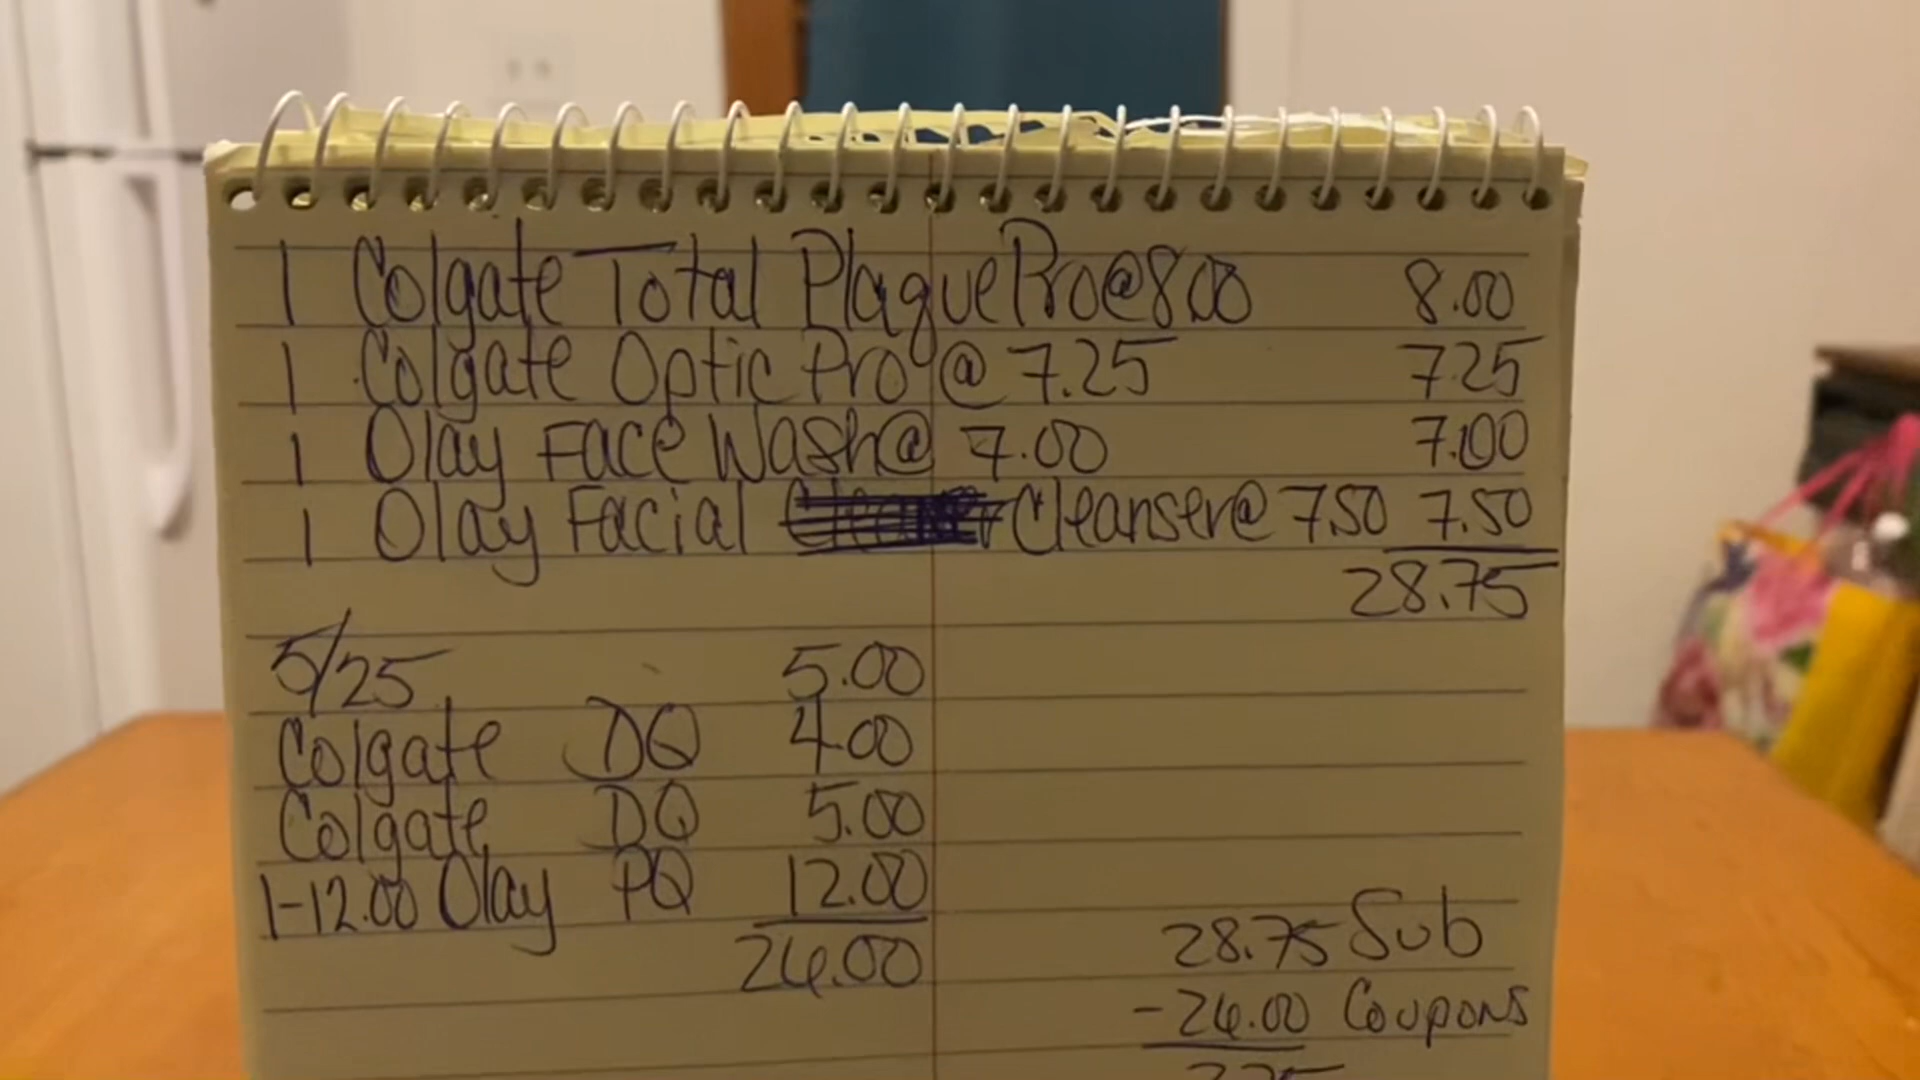 1 Colgate Total Plaque Pro@8.00 8.00
1 Colgate Optic Pro @ 7.25 725
1 Olay Face Wash@ 7.00 7.00
1 Olay Facial Cleanser@ 7.50 7.50
28.75
5/25 5.00
Colgate DQ 4.00
Colgate DQ 5.00
1-12.00 Olay PQ 12.00
26.00
28.75 Sub
-26.00 Coupons